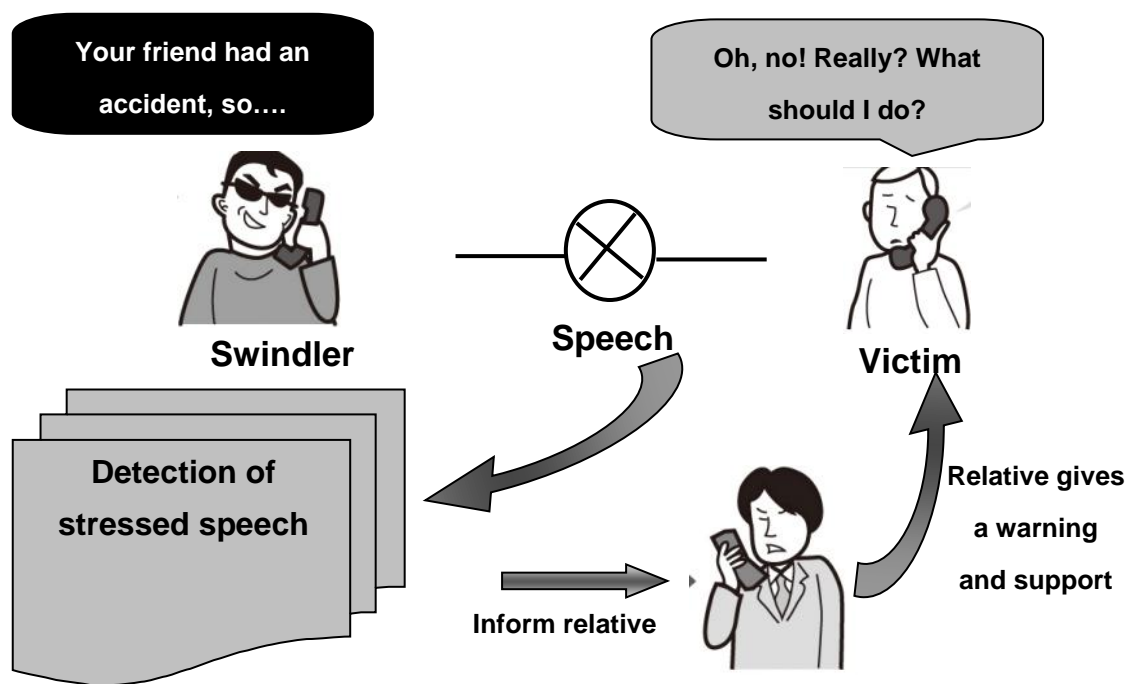 Your friend had an
accident, so....
Oh, no! Really? What
should I do?
Swindler
Speech
Victim
Detection of
stressed speech
Inform relative
Relative gives
a warning
and support